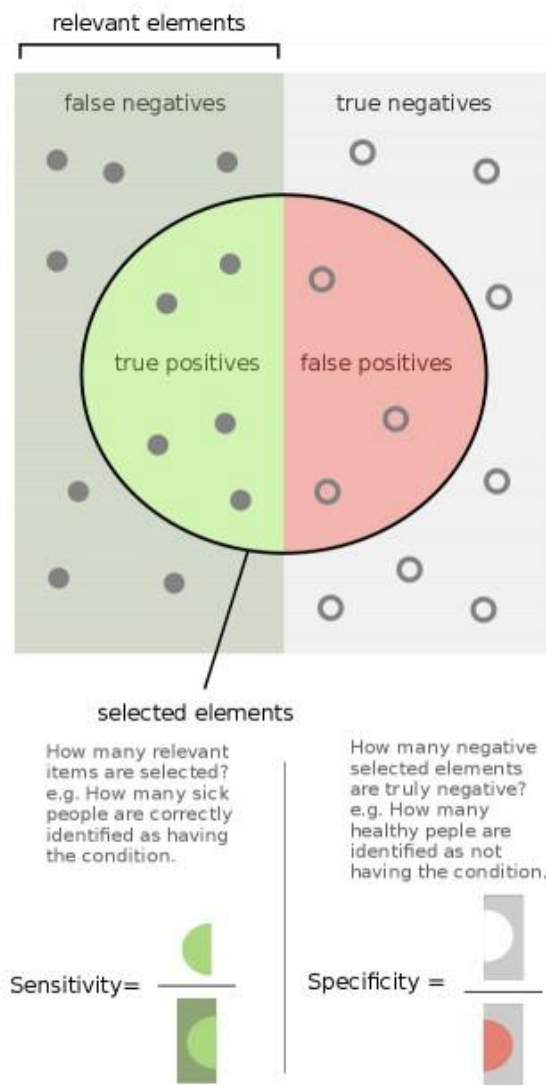 relevant elements
false negatives
true negatives
true positives
false positives
selected elements
How many relevant
items are selected?
e.g. How many sick
people are correctly
identified as having
the condition.
How many negative
selected elements
are truly negative?
e.g. How many
healthy peple are
identified as not
having the condition.
Sensitivity=
Specificity =